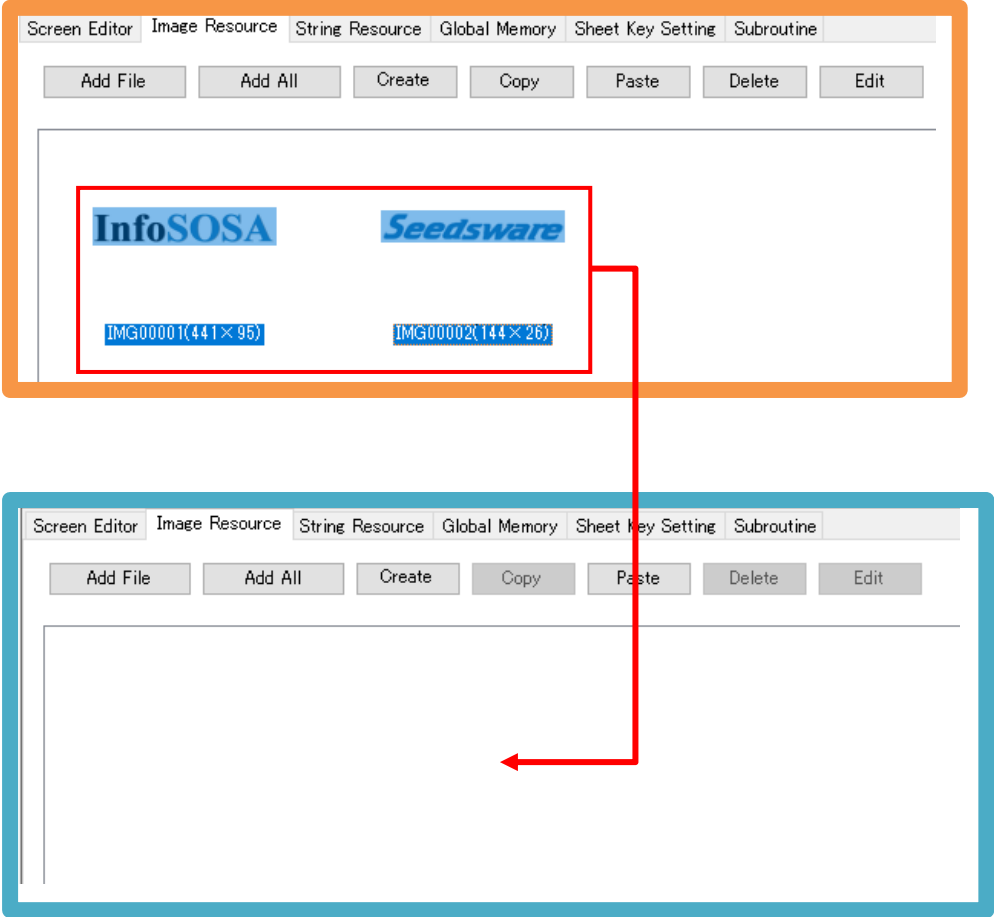 Screen Editor Image Resource String Resource Global Memory Sheet Key Setting Subroutine
Add File Add All Create Copy Paste Delete Edit
InfoSOSA Seedsware
IMG00001(441×95) IMG00002(144×26)
Screen Editor Image Resource String Resource Global Memory Sheet Key Setting Subroutine
Add File Add All Create Copy Paste Delete Edit